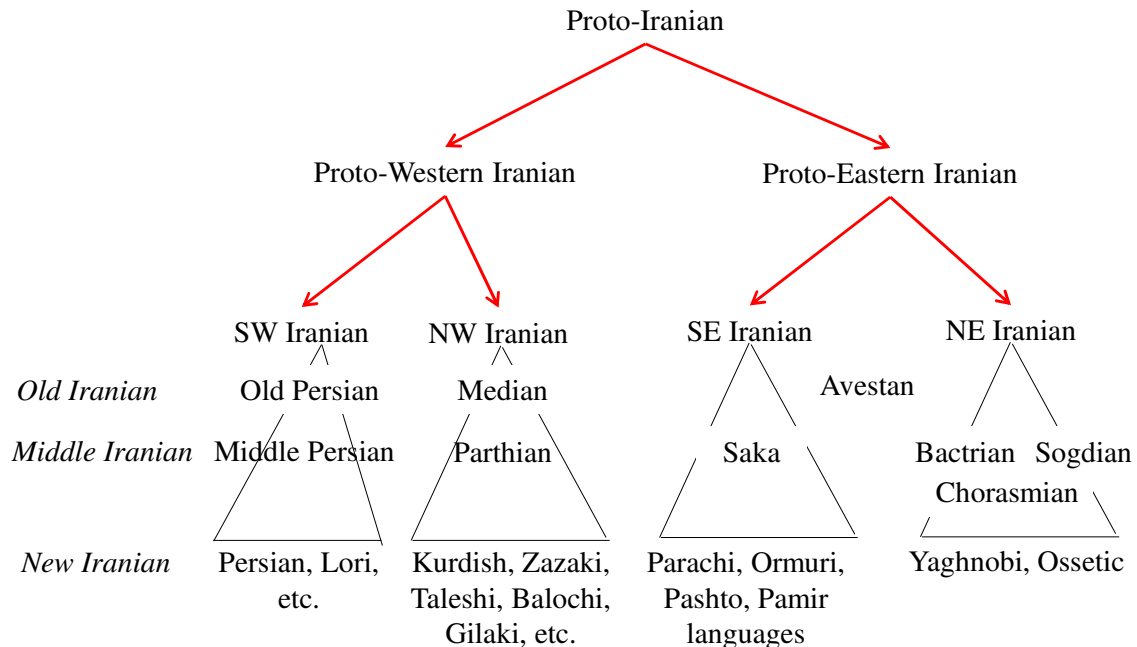 Proto-Iranian
Proto-Western Iranian
Proto-Eastern Iranian
SW Iranian
NW Iranian
SE Iranian
NE Iranian
Old Iranian
Old Persian
Median
Avestan
Middle Iranian
Middle Persian
Parthian
Saka
Bactrian
Sogdian
Chorasmian
New Iranian
Persian, Lori,
etc.
Kurdish, Zazaki,
Taleshi, Balochi,
Gilaki, etc.
Parachi, Ormuri,
Pashto, Pamir
languages
Yaghnobi, Ossetic